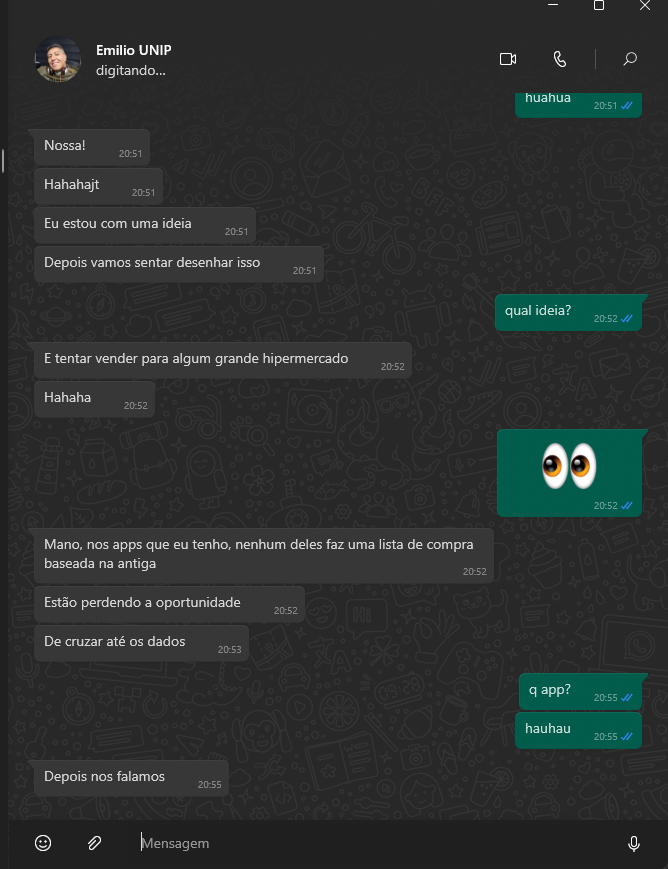 Emilio UNIP
digitando...
huahua
20:51
Nossa!
20:51
Hahahajt
20:51
Eu estou com uma ideia
20:51
Depois vamos sentar desenhar isso
20:51
qual ideia?
20:52
E tentar vender para algum grande hipermercado
20:52
Hahaha
20:52
20:52
Mano, nos apps que eu tenho, nenhum deles faz uma lista de compra
baseada na antiga
20:52
Estão perdendo a oportunidade
20:52
De cruzar até os dados
20:53
q app?
20:55
hauhau
20:55
Depois nos falamos
20:55
Mensagem